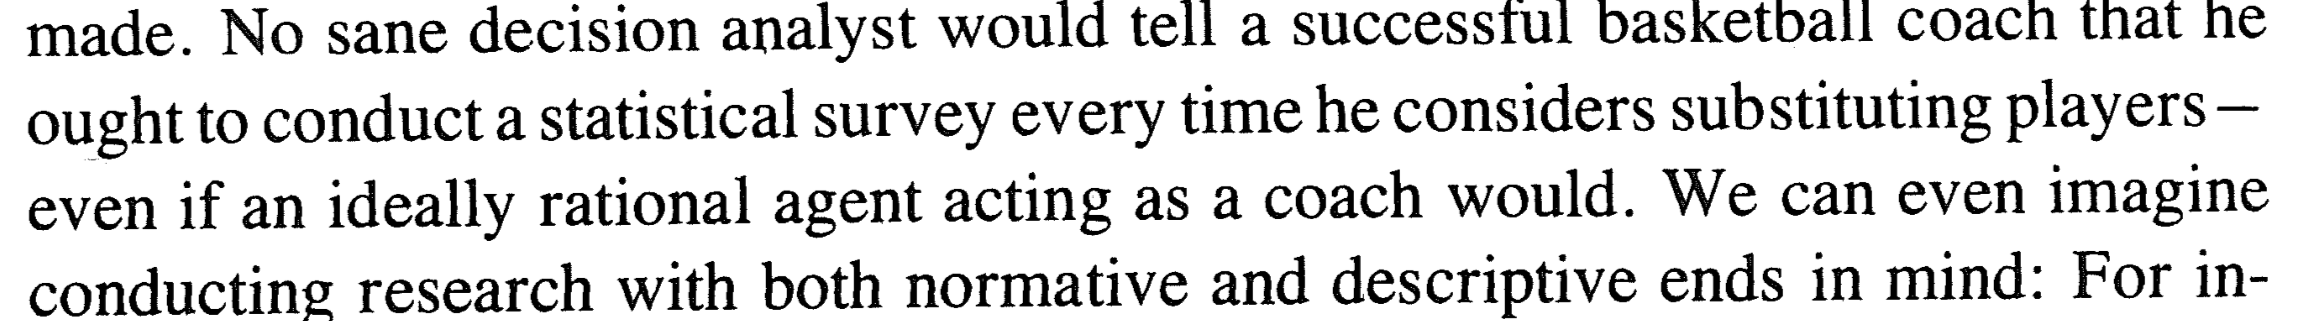 made. No sane decision analyst would tell a successful basketball coach that he
ought to conduct a statistical survey every time he considers substituting players—
even if an ideally rational agent acting as a coach would. We can even imagine
conducting research with both normative and descriptive ends in mind: For in-